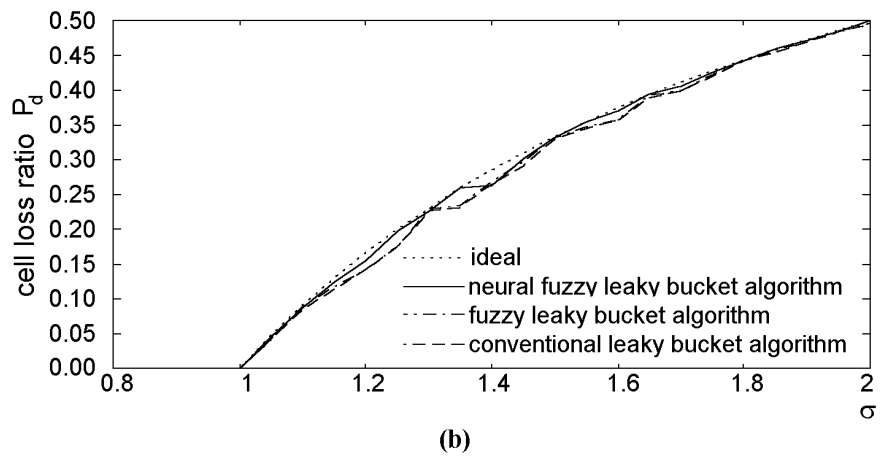 0.50
0.45
0.40
0.35
0.30
0.25
0.20
0.15
0.10
0.05
0.00
cell loss ratio P_d
ideal
neural fuzzy leaky bucket algorithm
fuzzy leaky bucket algorithm
conventional leaky bucket algorithm
0.8 1 1.2 1.4 1.6 1.8 2
σ
(b)